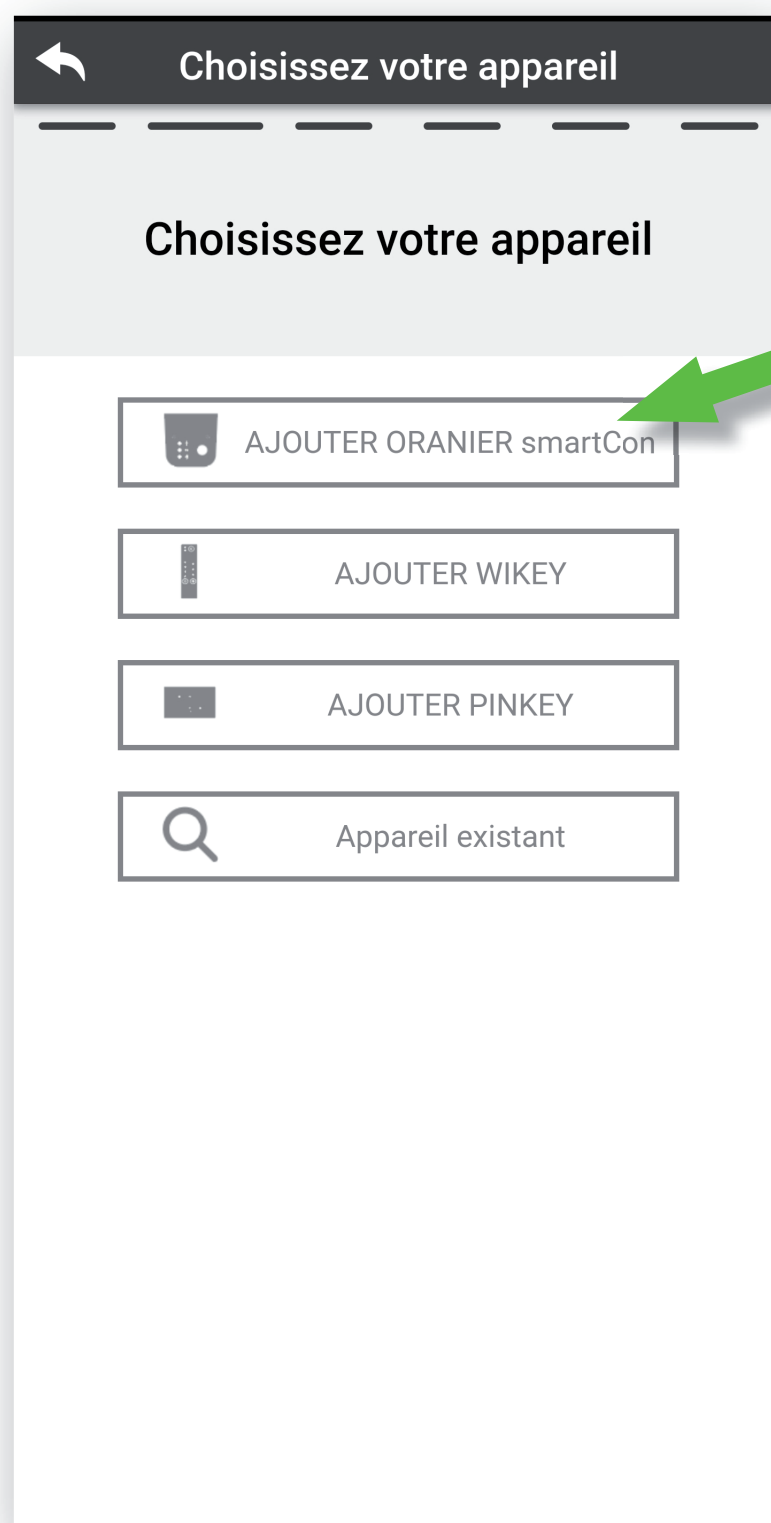 Choisissez votre appareil
Choisissez votre appareil
AJOUTER ORANIER smartCon
AJOUTER WIKEY
AJOUTER PINKEY
Appareil existant